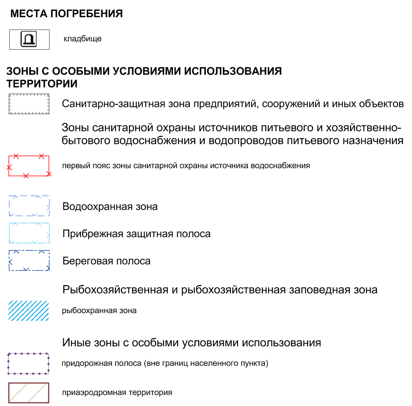 МЕСТА ПОГРЕБЕНИЯ
кладбище
ЗОНЫ С ОСОБЫМИ УСЛОВИЯМИ ИСПОЛЬЗОВАНИЯ
ТЕРРИТОРИИ
Санитарно-защитная зона предприятий, сооружений и иных объектов
Зоны санитарной охраны источников питьевого и хозяйственно-
бытового водоснабжения и водопроводов питьевого назначения
первый пояс зоны санитарной охраны источника водоснабжения
Водоохранная зона
Прибрежная защитная полоса
Береговая полоса
Рыбохозяйственная и рыбохозяйственная заповедная зона
рыбоохранная зона
Иные зоны с особыми условиями использования
придорожная полоса (вне границ населенного пункта)
приаэродромная территория